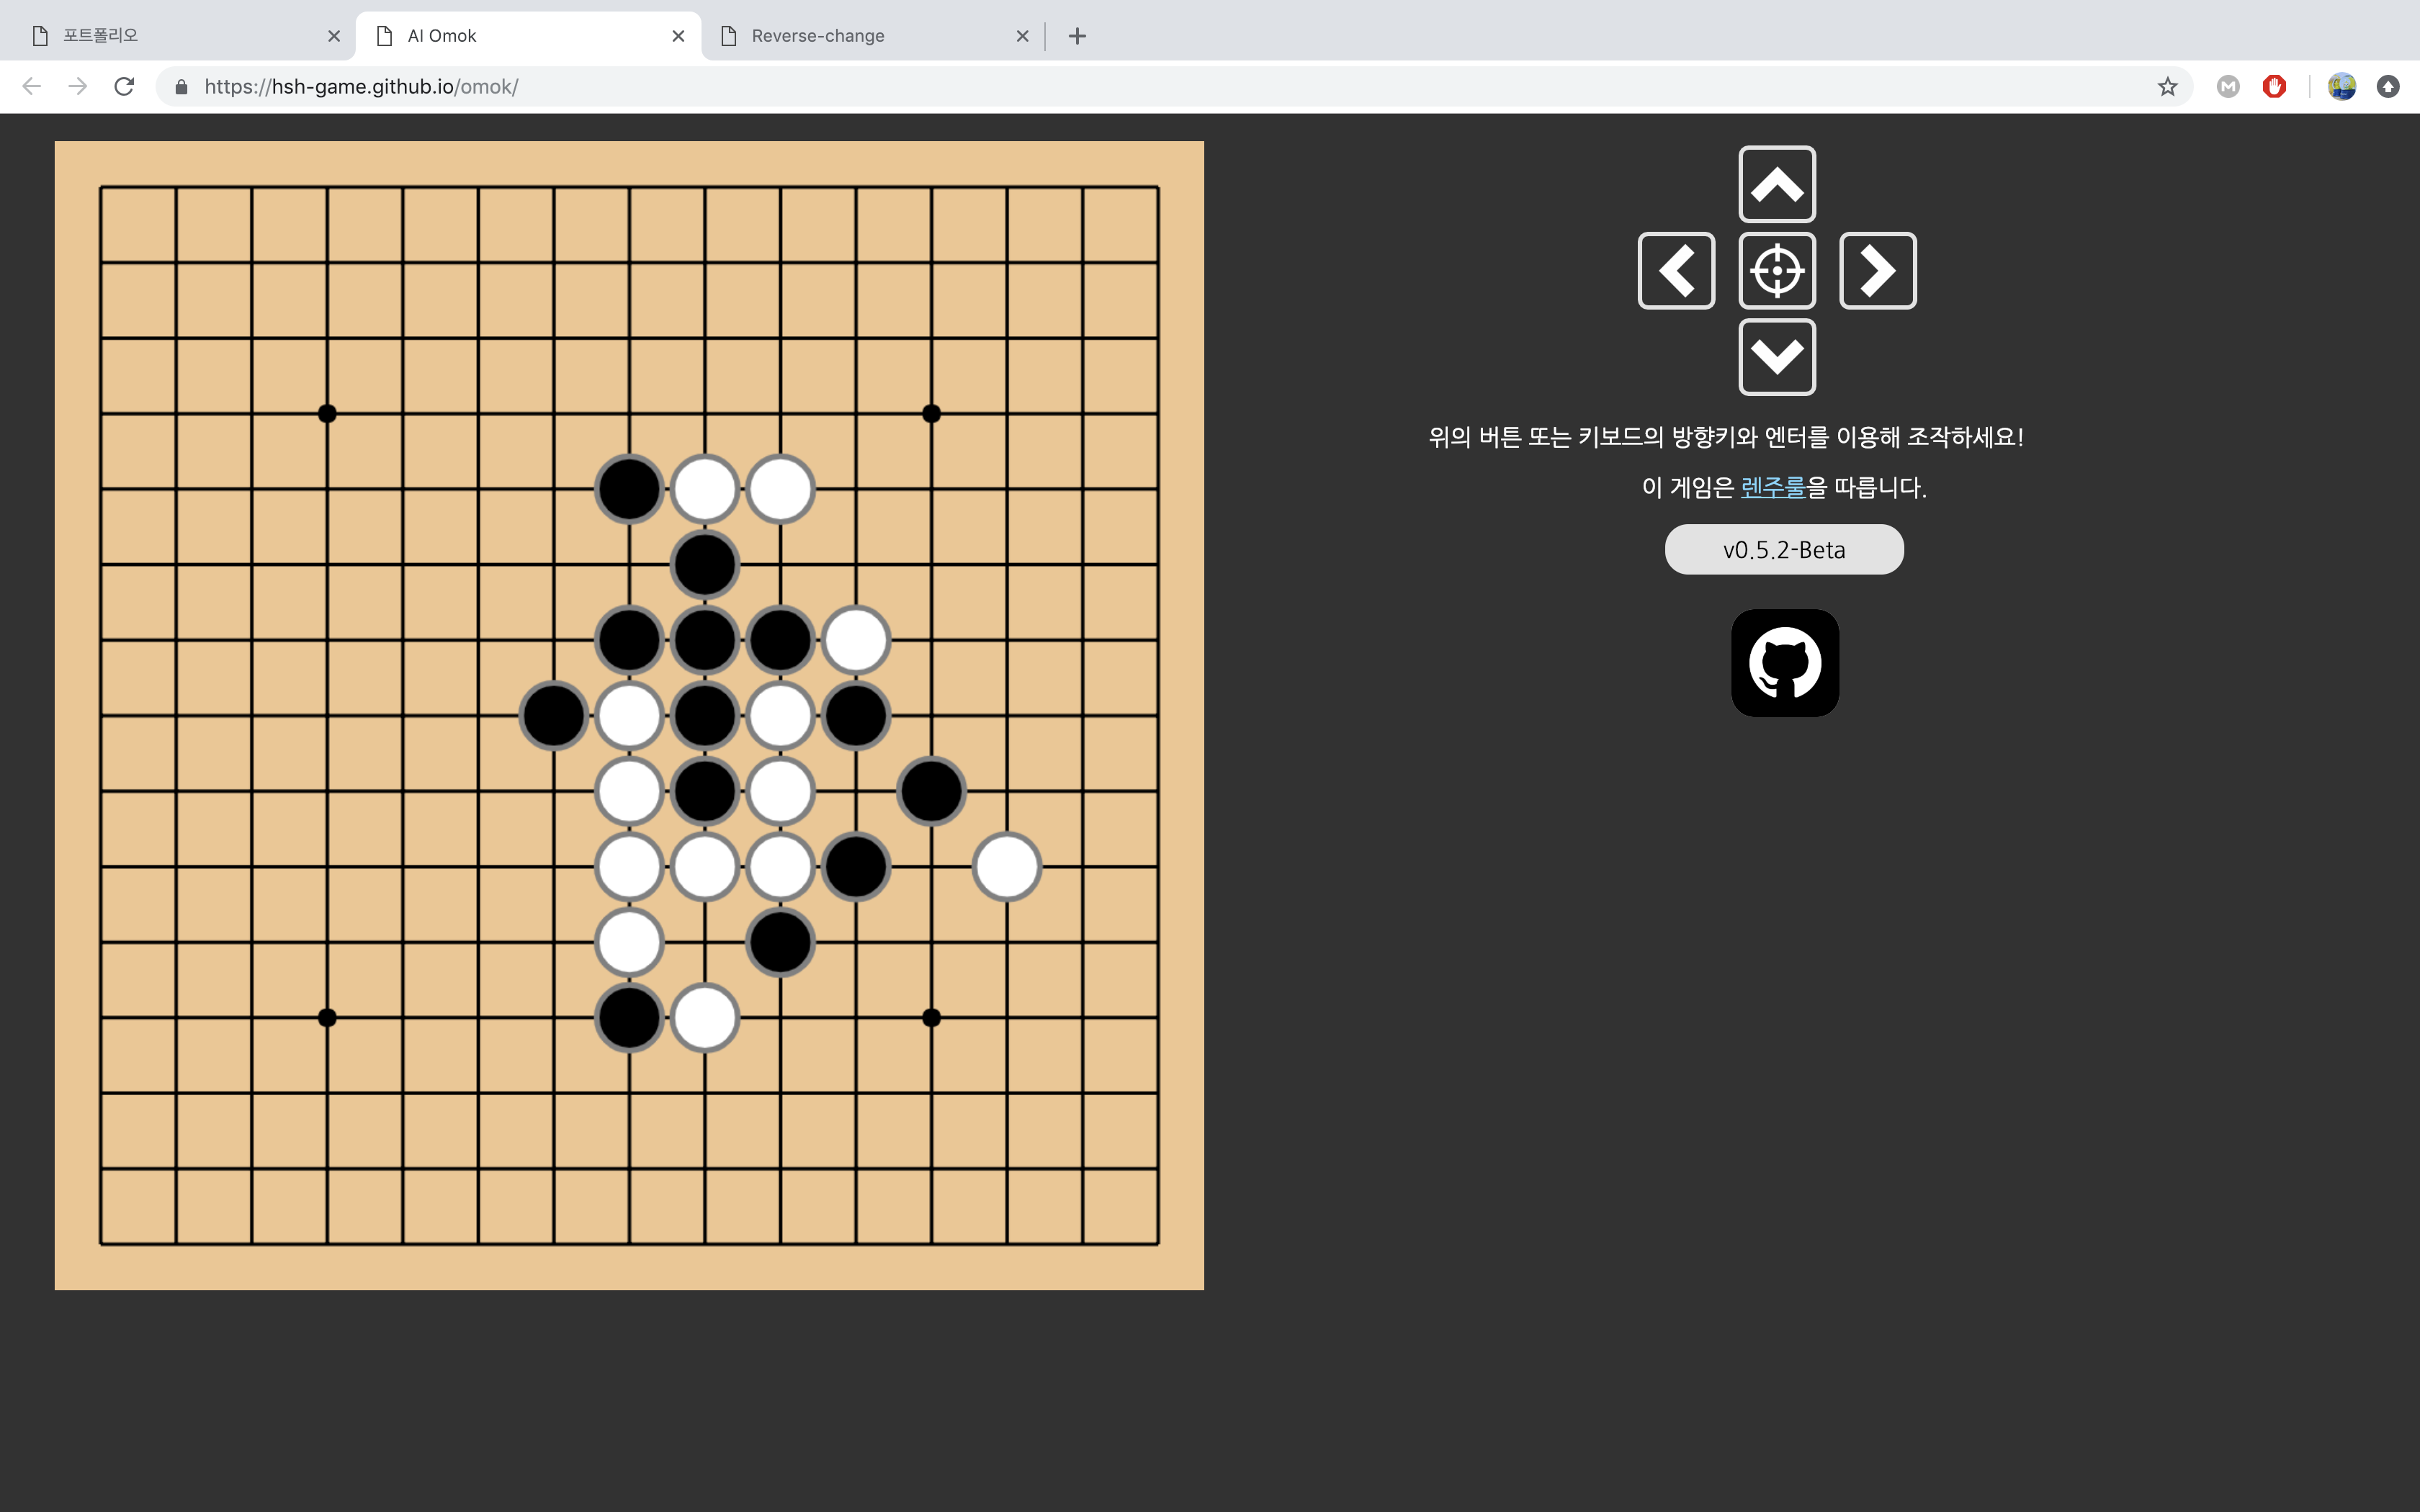 포트폴리오
AI Omok
Reverse-change
https://hsh-game.github.io/omok/
위의 버튼 또는 키보드의 방향키와 엔터를 이용해 조작하세요!
이 게임은 렌주룰을 따릅니다.
v0.5.2-Beta